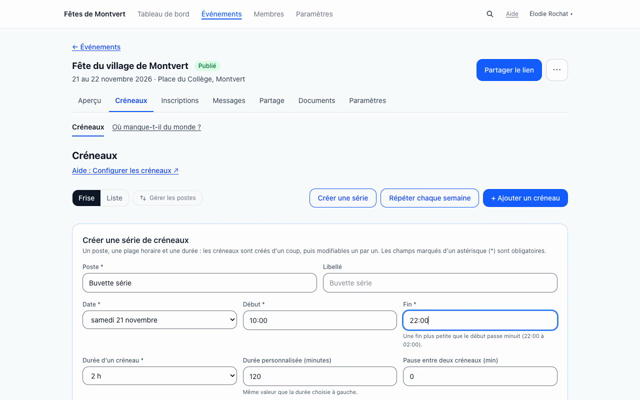 Fêtes de Montvert Tableau de bord Événements Membres Paramètres Aide Élodie Rochat
← Événements
Fête du village de Montvert Publié
21 au 22 novembre 2026 · Place du Collège, Montvert
Partager le lien ...
Aperçu Créneaux Inscriptions Messages Partage Documents Paramètres
Créneaux Où manque-t-il du monde ?
Créneaux
Aide : Configurer les créneaux ↗
Frise Liste ↑↓ Gérer les postes Créer une série Répéter chaque semaine + Ajouter un créneau
Créer une série de créneaux
Un poste, une plage horaire et une durée : les créneaux sont créés d'un coup, puis modifiables un par un. Les champs marqués d'un astérisque (*) sont obligatoires.
Poste * Libellé
Buvette série Buvette série
Date * Début * Fin *
samedi 21 novembre 10:00 22:00
Une fin plus petite que le début passe minuit (22:00 à
02:00).
Durée d'un créneau * Durée personnalisée (minutes) Pause entre deux créneaux (min)
2 h 120 0
Même valeur que la durée choisie à gauche.